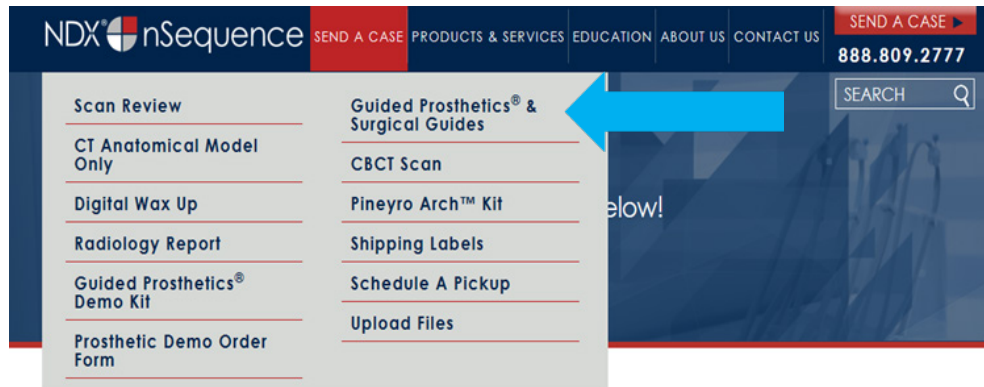 NDX® nSequence
SEND A CASE PRODUCTS & SERVICES EDUCATION ABOUT US CONTACT US
SEND A CASE
888.809.2777
SEARCH
Scan Review
CT Anatomical Model
Only
Digital Wax Up
Radiology Report
Guided Prosthetics®
Demo Kit
Prosthetic Demo Order
Form
Guided Prosthetics® &
Surgical Guides
CBCT Scan
Pineyro Arch™ Kit
Shipping Labels
Schedule A Pickup
Upload Files
elow!